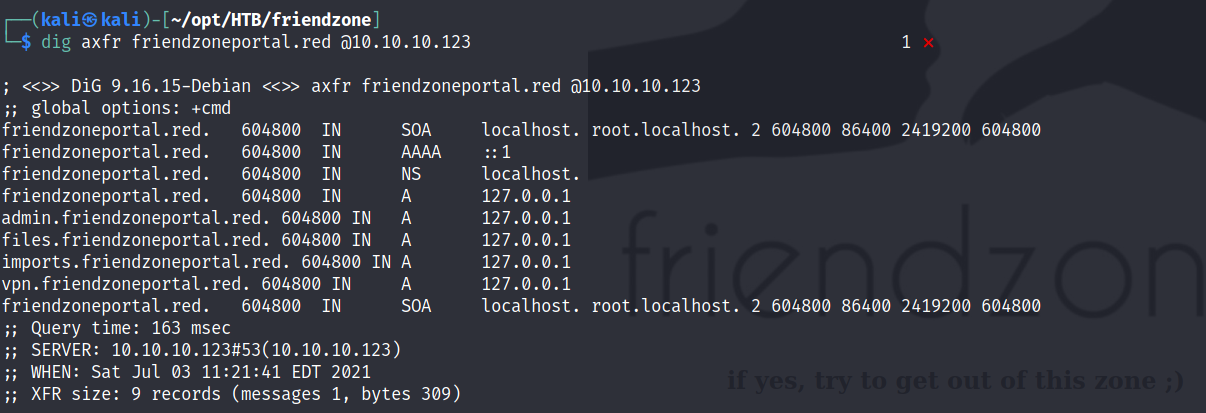 ┌──(kali㉿kali)-[~/opt/HTB/friendzone]
└─$ dig axfr friendzoneportal.red @10.10.10.123 1 ⨯
; <<>> DiG 9.16.15-Debian <<>> axfr friendzoneportal.red @10.10.10.123
;; global options: +cmd
friendzoneportal.red. 604800 IN SOA localhost. root.localhost. 2 604800 86400 2419200 604800
friendzoneportal.red. 604800 IN AAAA ::1
friendzoneportal.red. 604800 IN NS localhost.
friendzoneportal.red. 604800 IN A 127.0.0.1
admin.friendzoneportal.red. 604800 IN A 127.0.0.1
files.friendzoneportal.red. 604800 IN A 127.0.0.1
imports.friendzoneportal.red. 604800 IN A 127.0.0.1
vpn.friendzoneportal.red. 604800 IN A 127.0.0.1
friendzoneportal.red. 604800 IN SOA localhost. root.localhost. 2 604800 86400 2419200 604800
;; Query time: 163 msec
;; SERVER: 10.10.10.123#53(10.10.10.123)
;; WHEN: Sat Jul 03 11:21:41 EDT 2021
;; XFR size: 9 records (messages 1, bytes 309)
friendzon
if yes, try to get out of this zone ;)